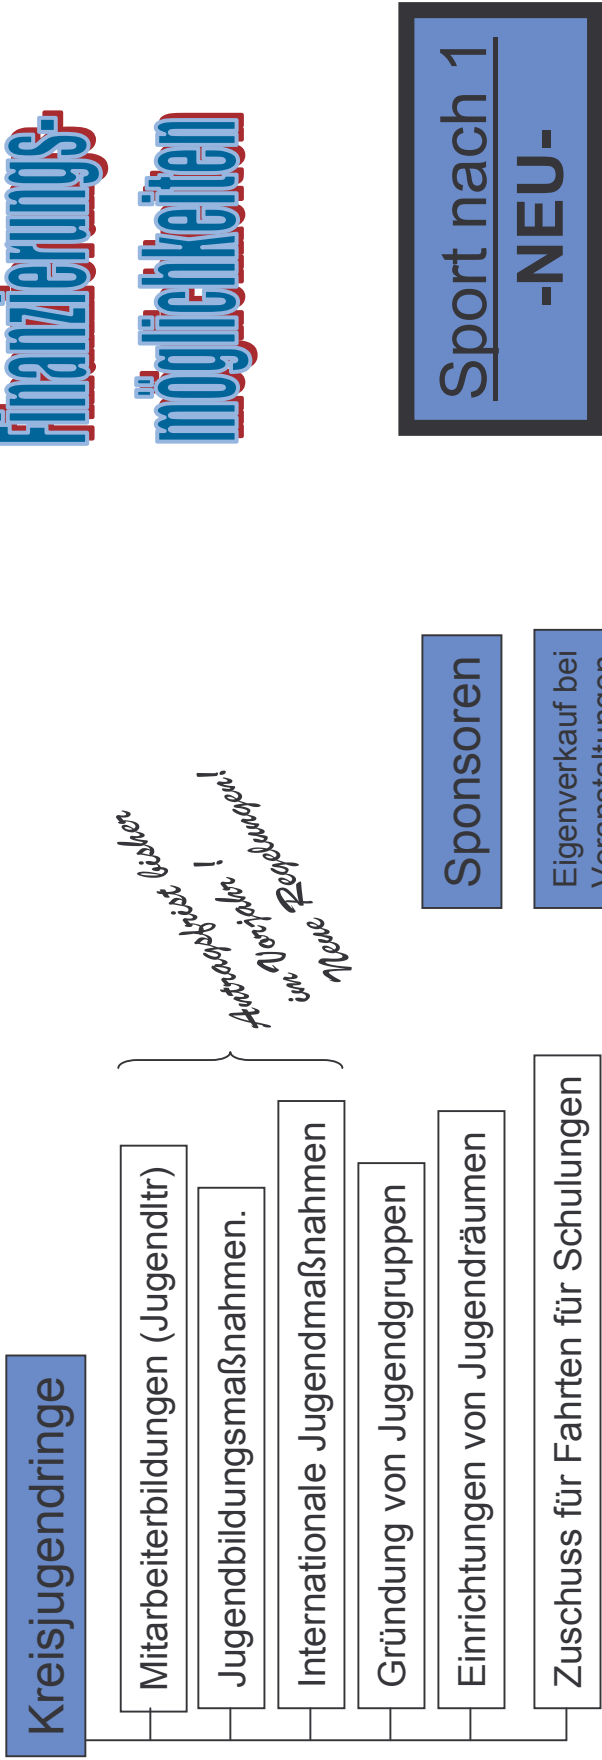 Finanzierungs-
möglichkeiten
Kreisjugendringe
Mitarbeiterbildungen (Jugendltr)
Jugendbildungsmaßnahmen.
Internationale Jugendmaßnahmen
Gründung von Jugendgruppen
Einrichtungen von Jugendräumen
Zuschuss für Fahrten für Schulungen
Antragsfrist bisher
im Vorjahr !
Neue Regelungen!
Sponsoren
Eigenverkauf bei
Veranstaltungen
Sport nach 1
-NEU-